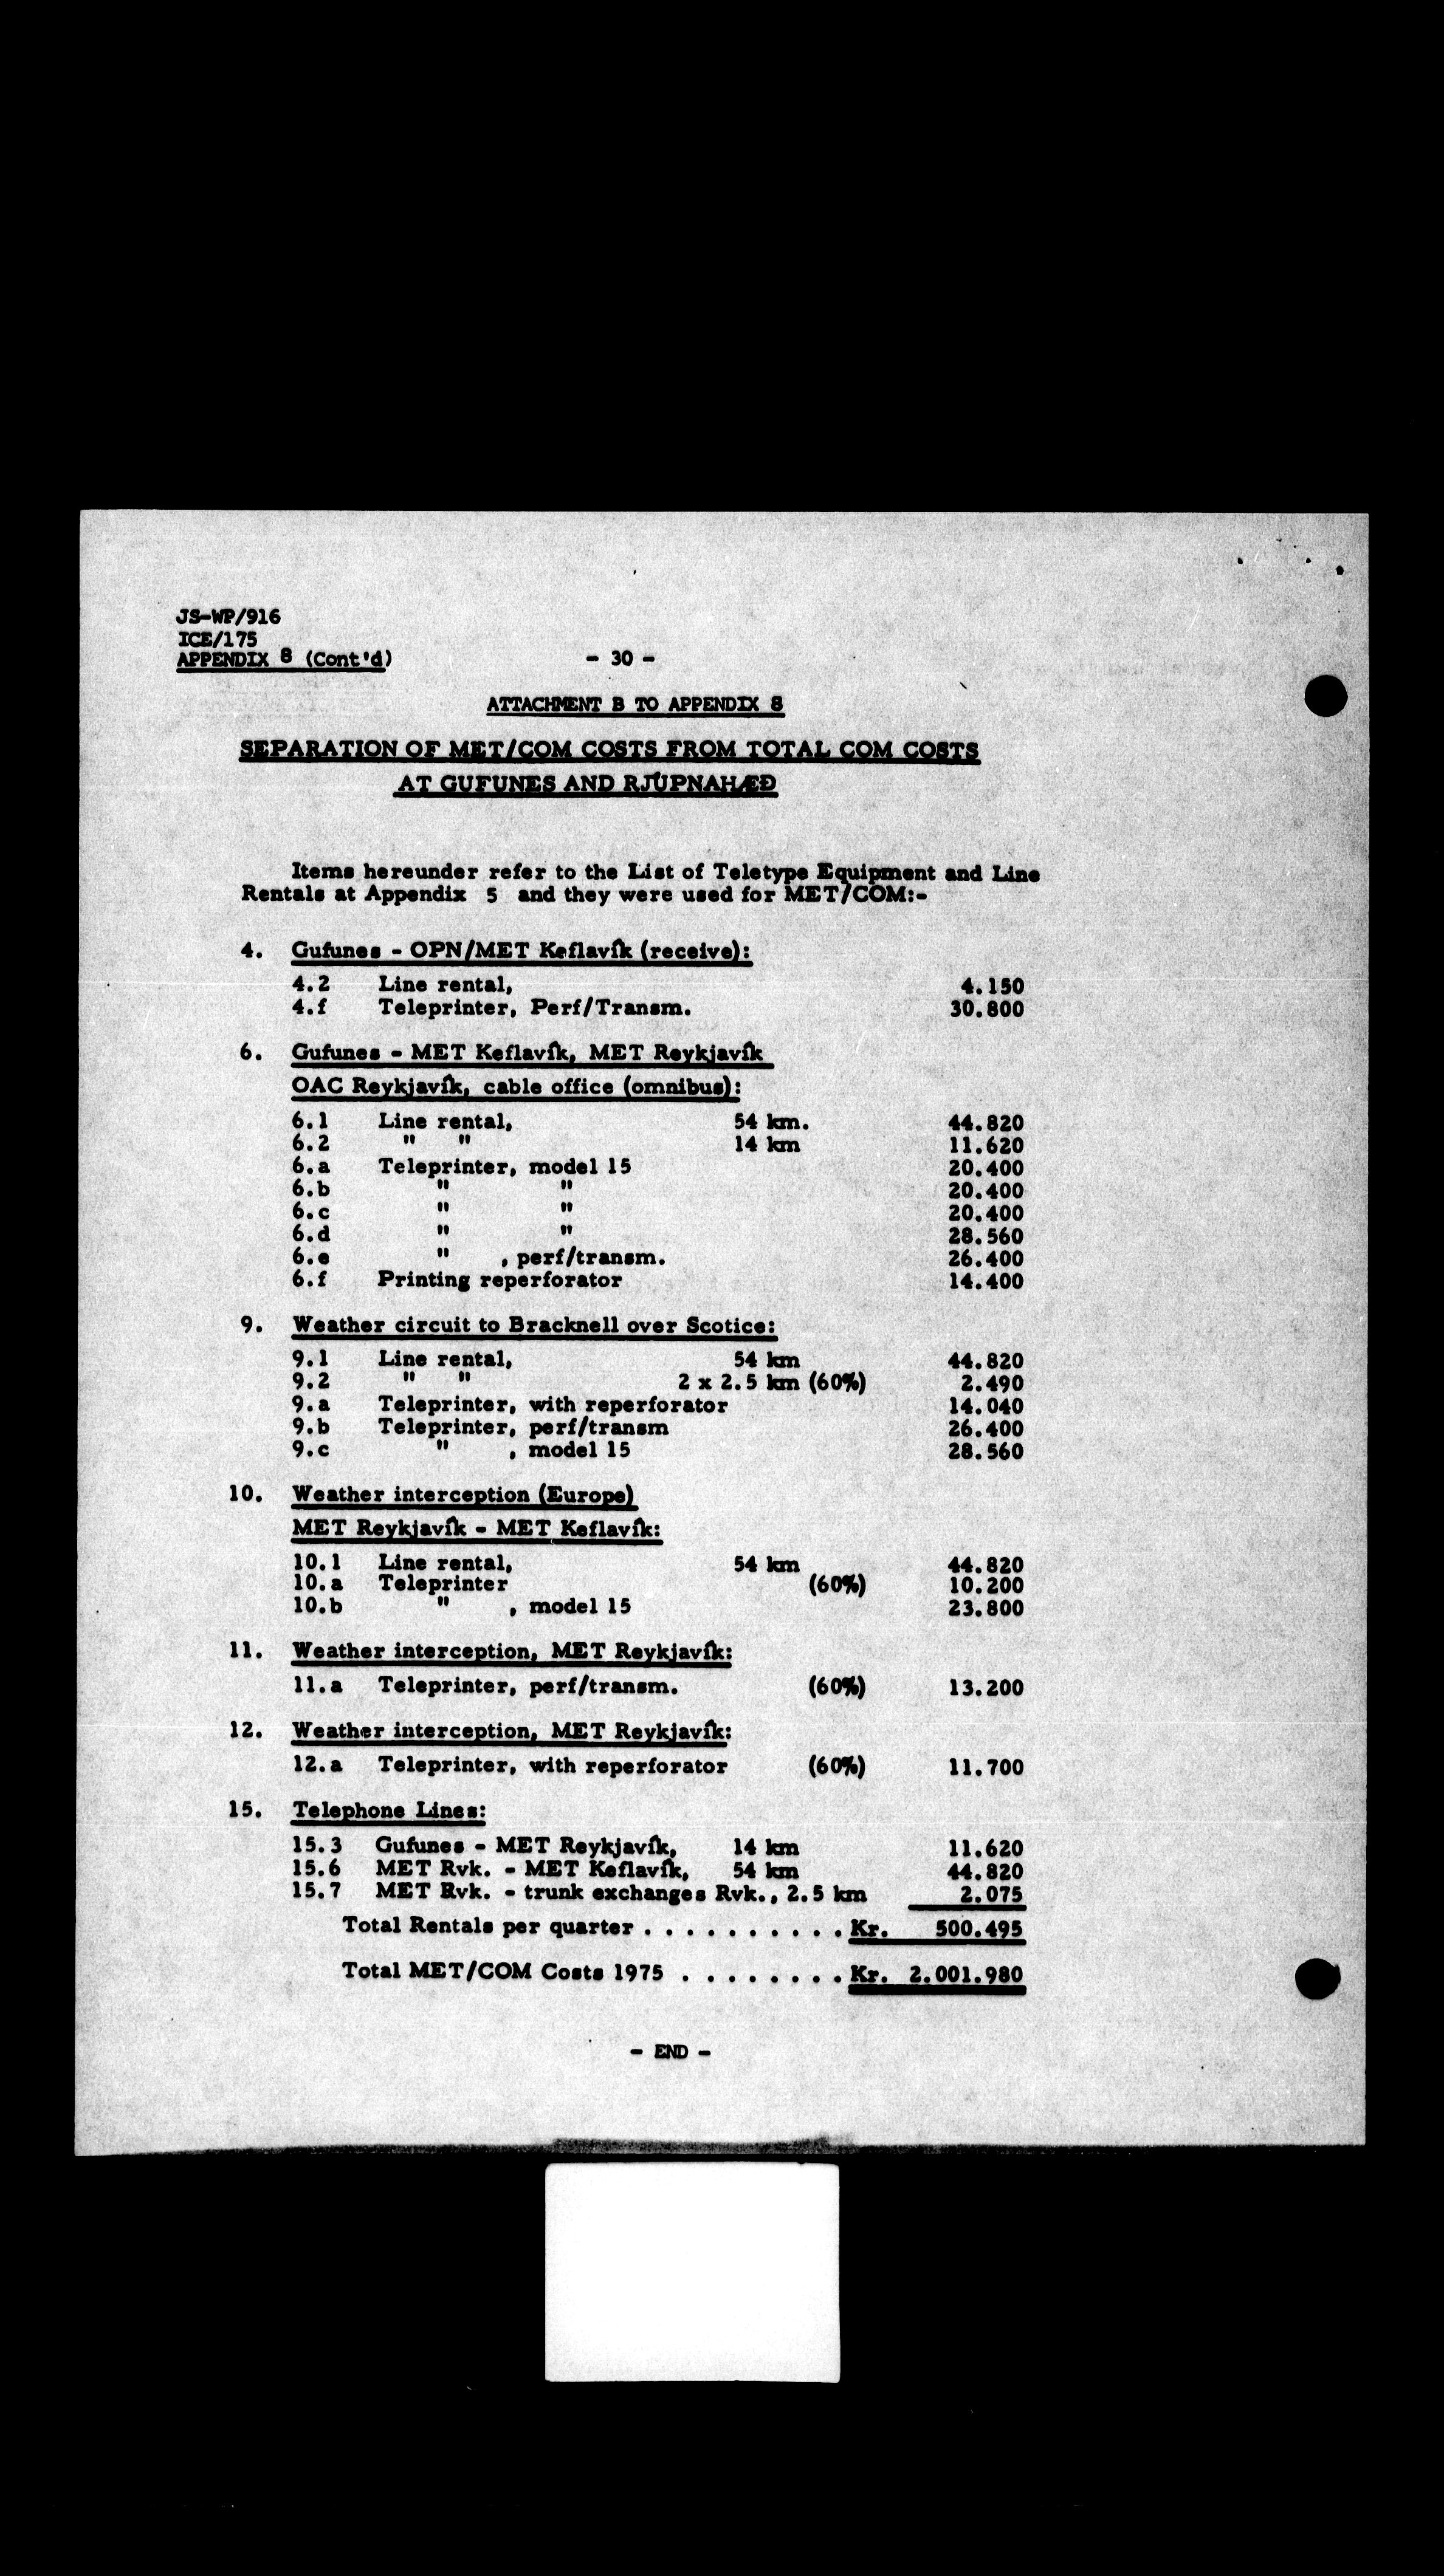 JS-WP/916
ICE/175
APPENDIX 8 (Cont'd)
- 30 -
ATTACHMENT B TO APPENDIX 8
SEPARATION OF MET/COM COSTS FROM TOTAL COM COSTS
AT GUFUNES AND RJÚPNAHÆÐ
Items hereunder refer to the List of Teletype Equipment and Line
Rentals at Appendix 5 and they were used for MET/COM:-
4. Gufunes - OPN/MET Keflavík (receive):
4.2 Line rental, 4.150
4.f Teleprinter, Perf/Transm. 30.800
6. Gufunes - MET Keflavík, MET Reykjavík
OAC Reykjavík, cable office (omnibus):
6.1 Line rental, 54 km. 44.820
6.2 " " 14 km 11.620
6.a Teleprinter, model 15 20.400
6.b " " 20.400
6.c " " 20.400
6.d " " 28.560
6.e " , perf/transm. 26.400
6.f Printing reperforator 14.400
9. Weather circuit to Bracknell over Scotice:
9.1 Line rental, 54 km 44.820
9.2 " " 2 x 2.5 km (60%) 2.490
9.a Teleprinter, with reperforator 14.040
9.b Teleprinter, perf/transm 26.400
9.c " , model 15 28.560
10. Weather interception (Europe)
MET Reykjavík - MET Keflavík:
10.1 Line rental, 54 km 44.820
10.a Teleprinter (60%) 10.200
10.b " , model 15 23.800
11. Weather interception, MET Reykjavík:
11.a Teleprinter, perf/transm. (60%) 13.200
12. Weather interception, MET Reykjavík:
12.a Teleprinter, with reperforator (60%) 11.700
15. Telephone Lines:
15.3 Gufunes - MET Reykjavík, 14 km 11.620
15.6 MET Rvk. - MET Keflavík, 54 km 44.820
15.7 MET Rvk. - trunk exchanges Rvk., 2.5 km 2.075
Total Rentals per quarter . . . . . . . . . . Kr. 500.495
Total MET/COM Costs 1975 . . . . . . . . Kr. 2.001.980
- END -